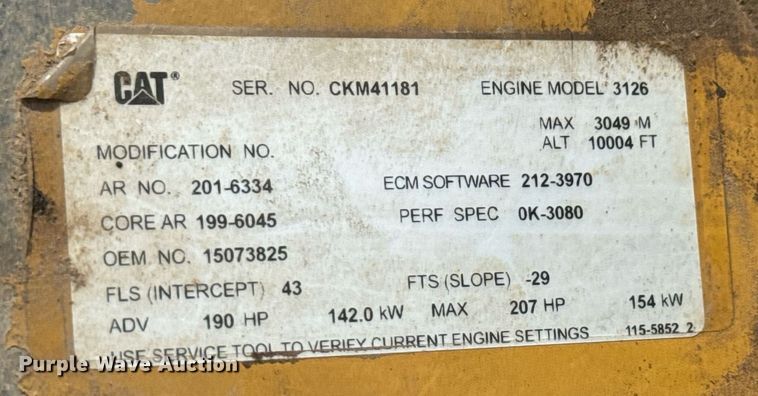 CAT® SER. NO. CKM41181 ENGINE MODEL 3126
MAX 3049 M
ALT 10004 FT
MODIFICATION NO.
AR NO. 201-6334 ECM SOFTWARE 212-3970
CORE AR 199-6045 PERF SPEC 0K-3080
OEM NO. 15073825
FLS (INTERCEPT) 43 FTS (SLOPE) -29
ADV 190 HP 142.0 kW MAX 207 HP 154 kW
USE SERVICE TOOL TO VERIFY CURRENT ENGINE SETTINGS 115-5852 2
Purple Wave Auction